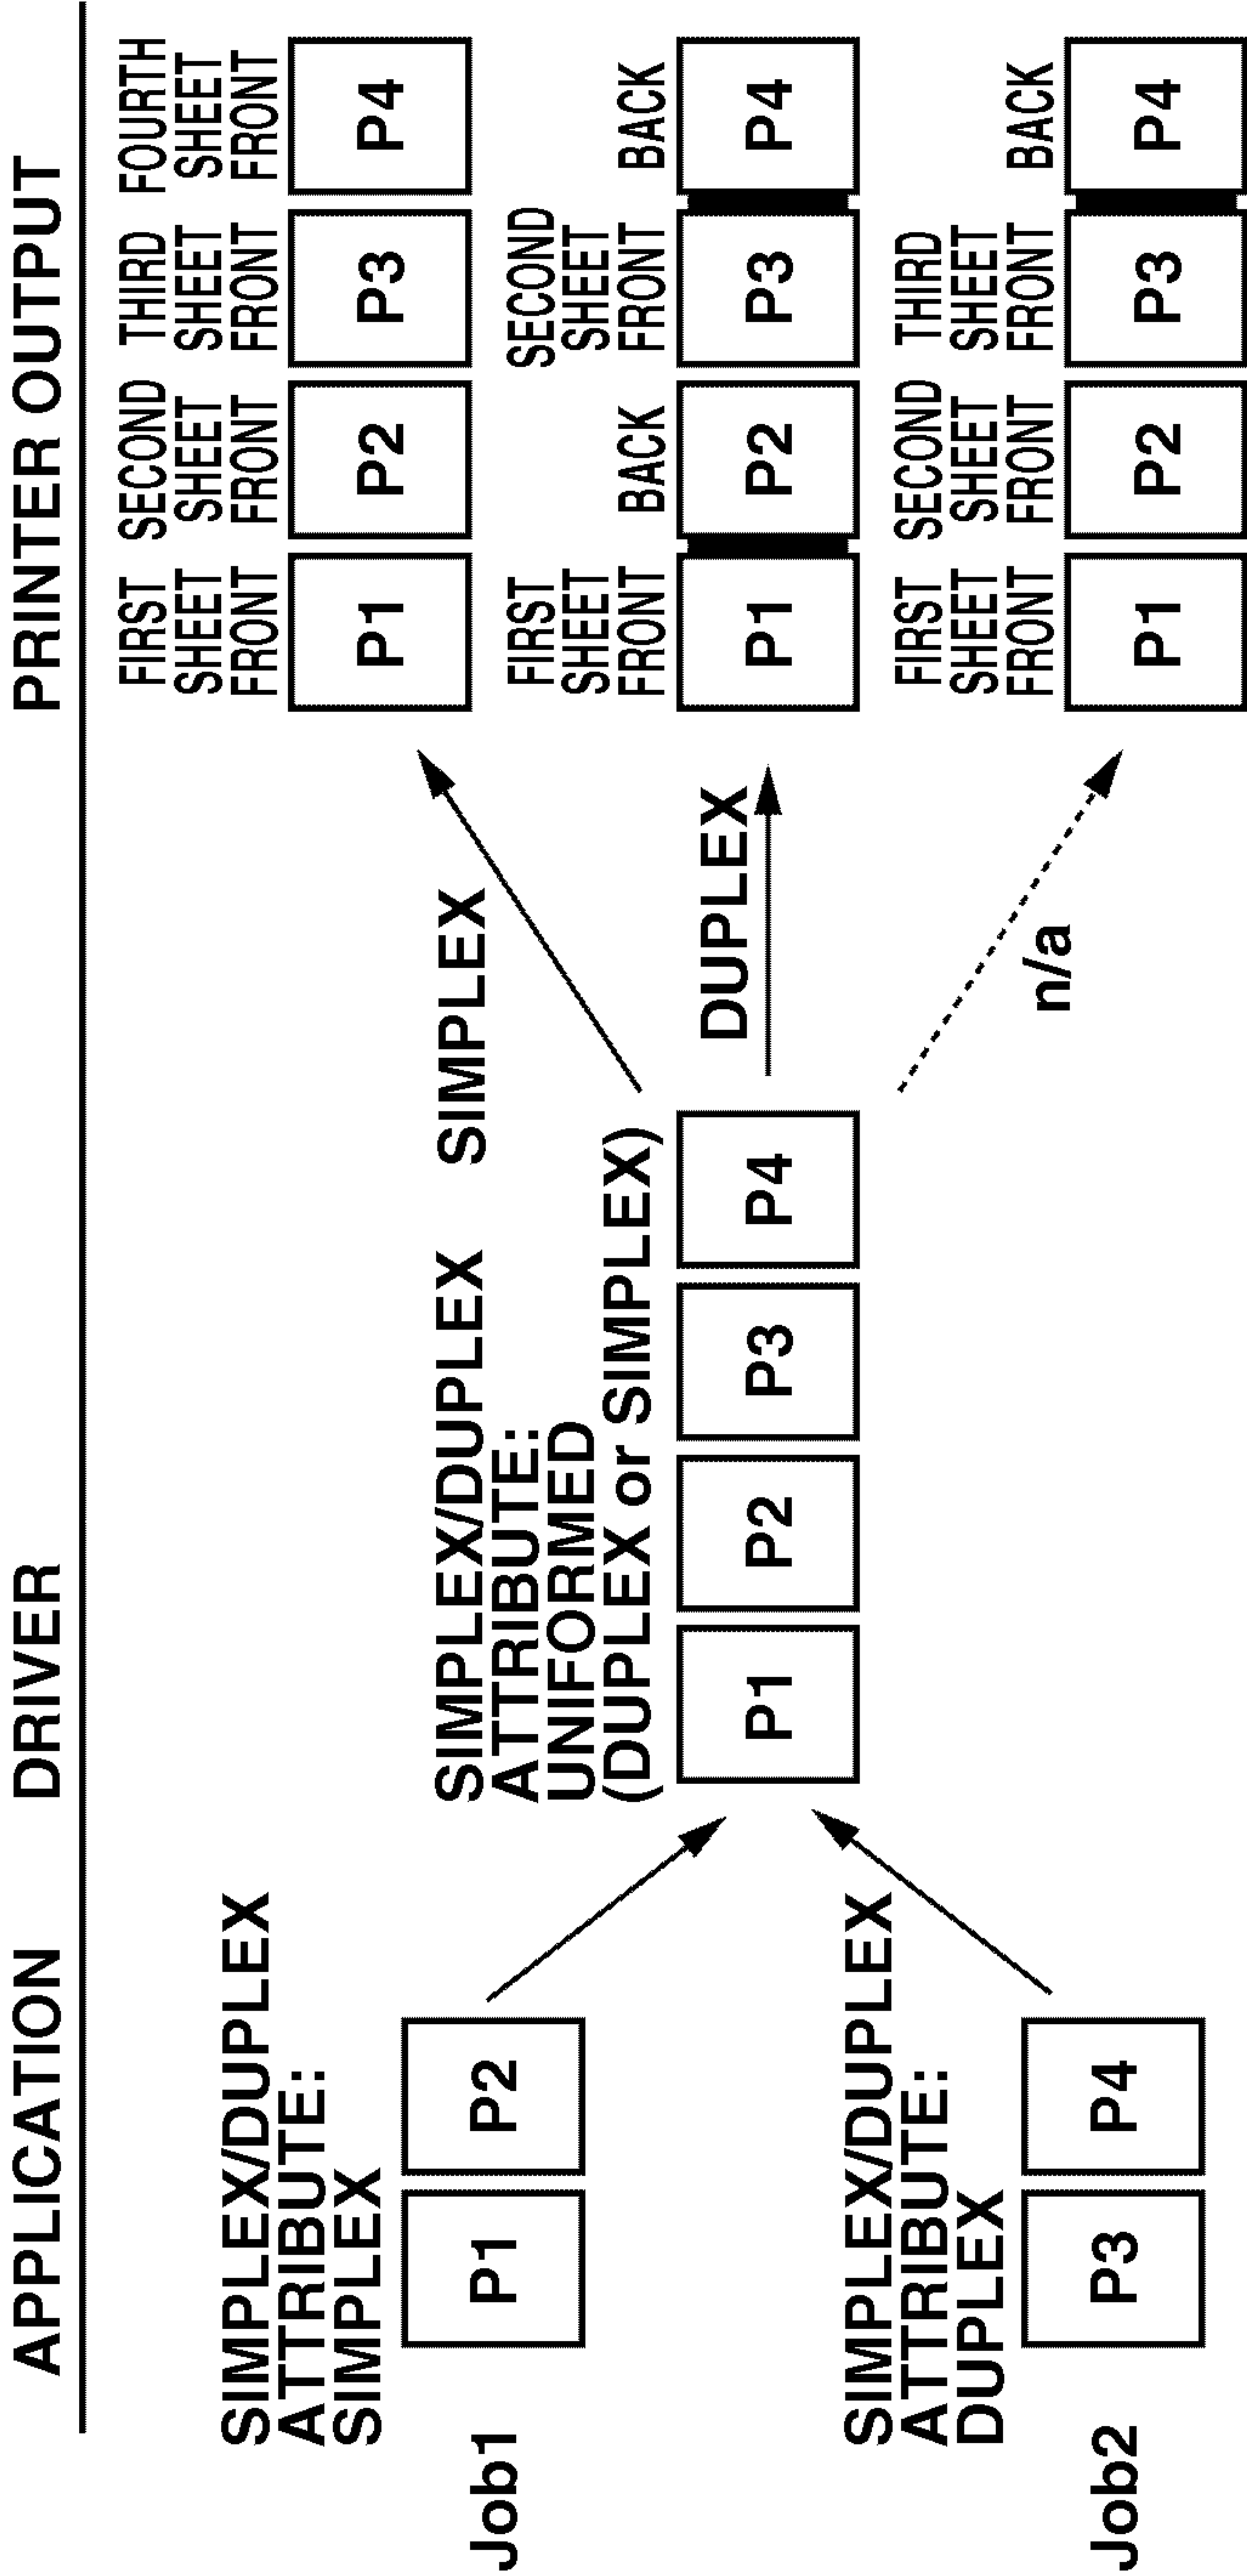 APPLICATION DRIVER PRINTER OUTPUT
SIMPLEX/DUPLEX
ATTRIBUTE:
SIMPLEX
Job1
P1 P2
SIMPLEX/DUPLEX
ATTRIBUTE:
DUPLEX
Job2
P3 P4
SIMPLEX/DUPLEX
ATTRIBUTE:
UNIFORMED
(DUPLEX or SIMPLEX)
P1 P2 P3 P4
SIMPLEX
DUPLEX
n/a
FIRST SECOND THIRD FOURTH
SHEET SHEET SHEET SHEET
FRONT FRONT FRONT FRONT
P1 P2 P3 P4
FIRST SECOND
SHEET SHEET
FRONT BACK FRONT BACK
P1 P2 P3 P4
FIRST SECOND THIRD
SHEET SHEET SHEET
FRONT FRONT FRONT BACK
P1 P2 P3 P4